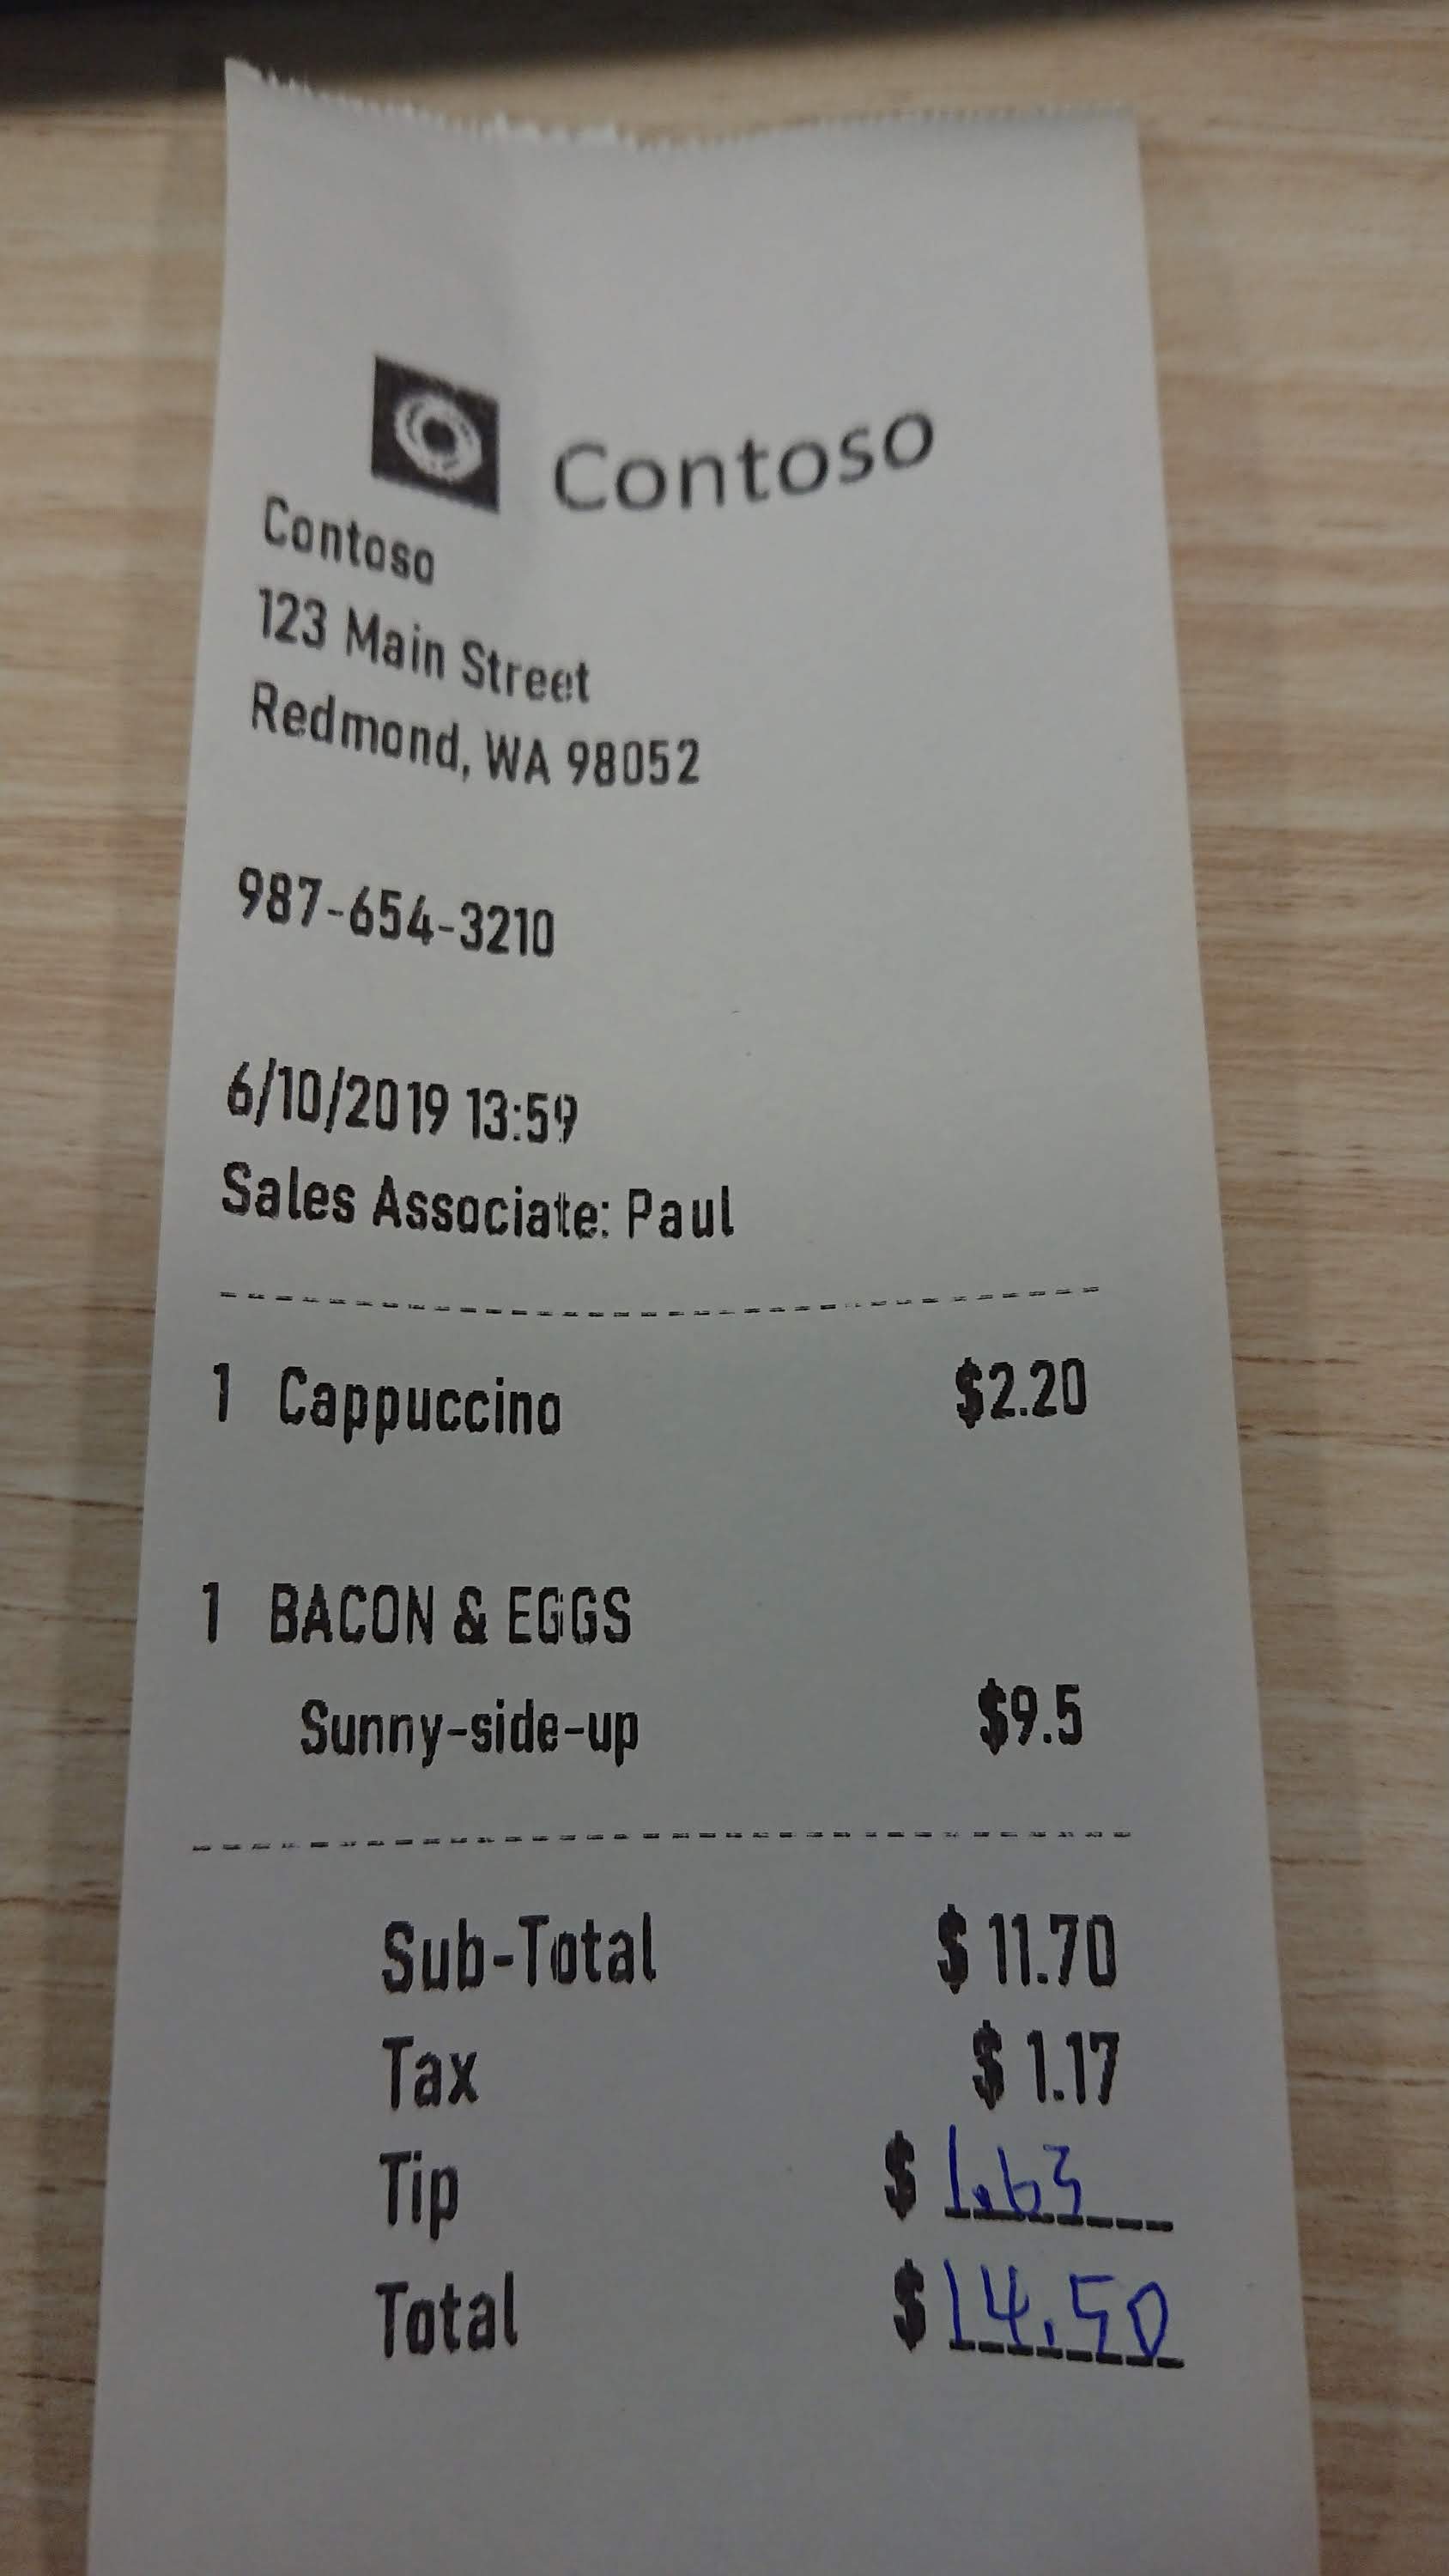 Contoso
Contoso
123 Main Street
Redmond, WA 98052
987-654-3210
6/10/2019 13:59
Sales Associate: Paul
1 Cappuccino $2.20
1 BACON & EGGS
Sunny-side-up $9.5
Sub-Total $ 11.70
Tax $ 1.17
Tip $ 1.63
Total $ 14.50